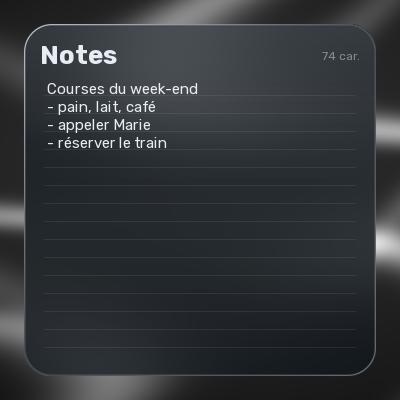 Notes
74 car.
Courses du week-end
- pain, lait, café
- appeler Marie
- réserver le train